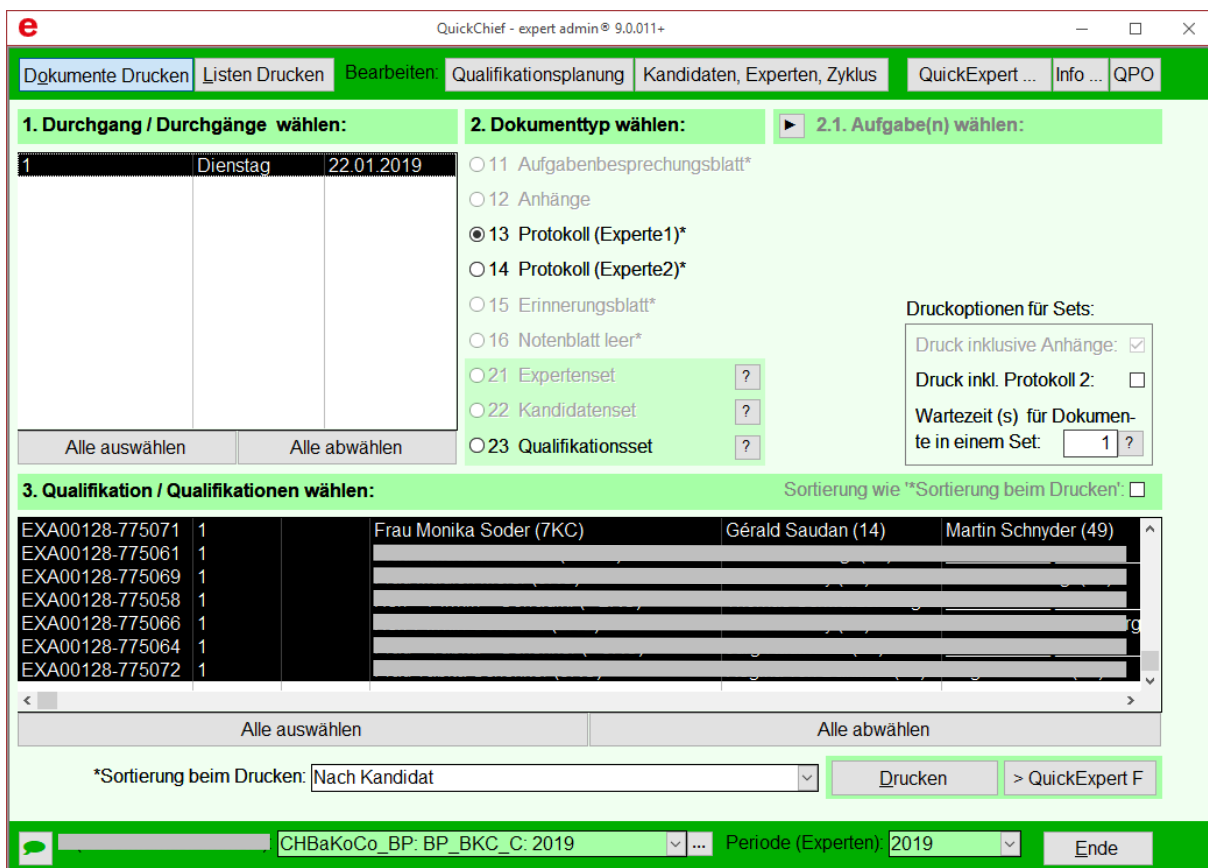 e QuickChief - expert admin® 9.0.011+
Dokumente Drucken Listen Drucken Bearbeiten: Qualifikationsplanung Kandidaten, Experten, Zyklus QuickExpert ... Info ... QPO
1. Durchgang / Durchgänge wählen: 2. Dokumenttyp wählen: 2.1. Aufgabe(n) wählen:
1 Dienstag 22.01.2019
11 Aufgabenbesprechungsblatt*
12 Anhänge
13 Protokoll (Experte1)*
14 Protokoll (Experte2)*
15 Erinnerungsblatt*
16 Notenblatt leer*
21 Expertenset ?
22 Kandidatenset ?
23 Qualifikationsset ?
Druckoptionen für Sets:
Druck inklusive Anhänge:
Druck inkl. Protokoll 2:
Wartezeit (s) für Dokumen-
te in einem Set: 1 ?
Alle auswählen Alle abwählen
3. Qualifikation / Qualifikationen wählen: Sortierung wie '*Sortierung beim Drucken':
EXA00128-775071 1 Frau Monika Soder (7KC) Gérald Saudan (14) Martin Schnyder (49)
EXA00128-775061 1
EXA00128-775069 1
EXA00128-775058 1
EXA00128-775066 1 rg
EXA00128-775064 1
EXA00128-775072 1
Alle auswählen Alle abwählen
*Sortierung beim Drucken: Nach Kandidat Drucken > QuickExpert F
CHBaKoCo_BP: BP_BKC_C: 2019 ... Periode (Experten): 2019 Ende